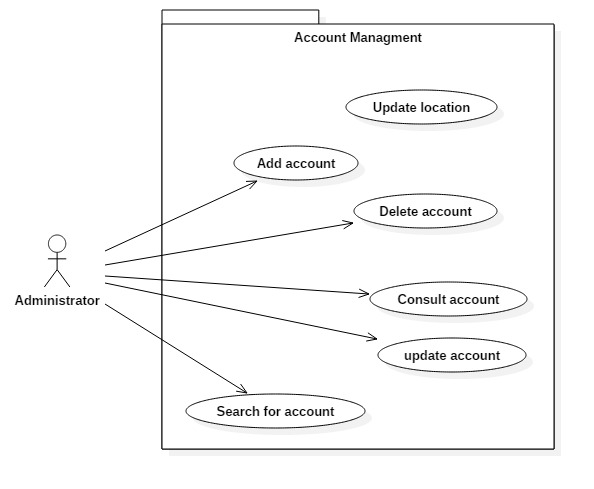 Account Managment
Update location
Add account
Delete account
Administrator
Consult account
update account
Search for account